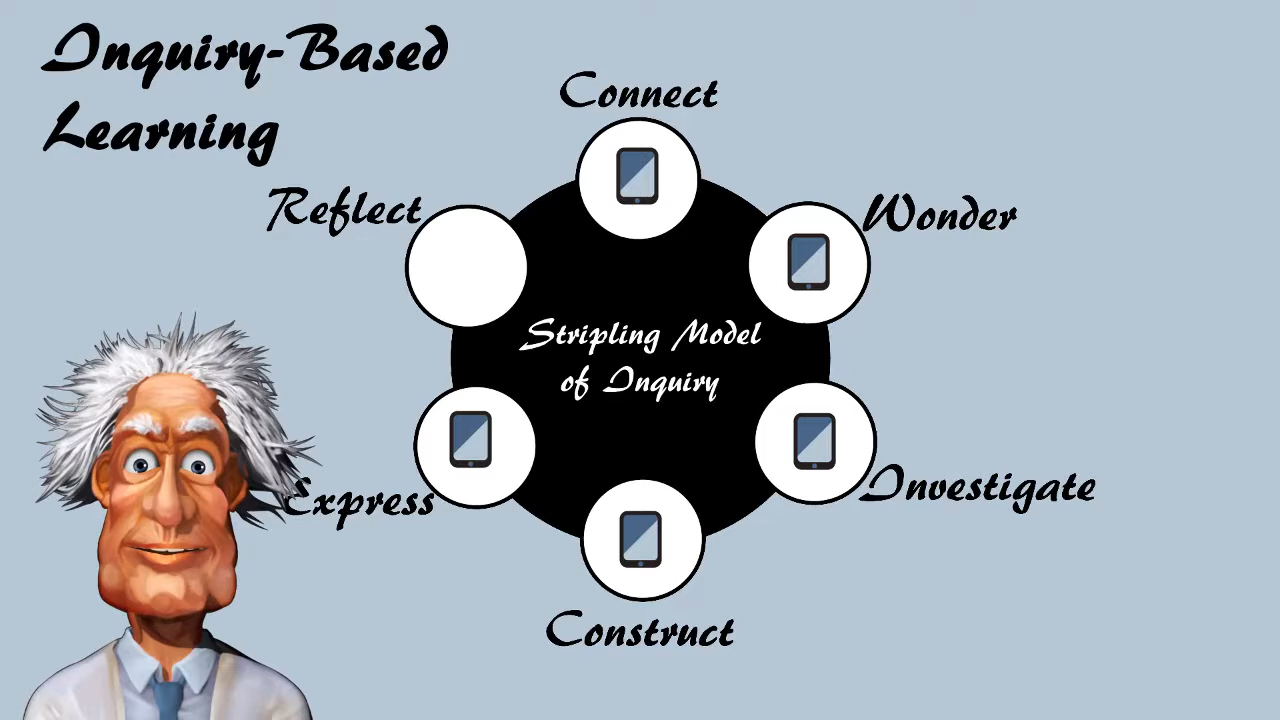 Inquiry-Based
Learning
Connect
Reflect
Wonder
Stripling Model
of Inquiry
Express
Investigate
Construct